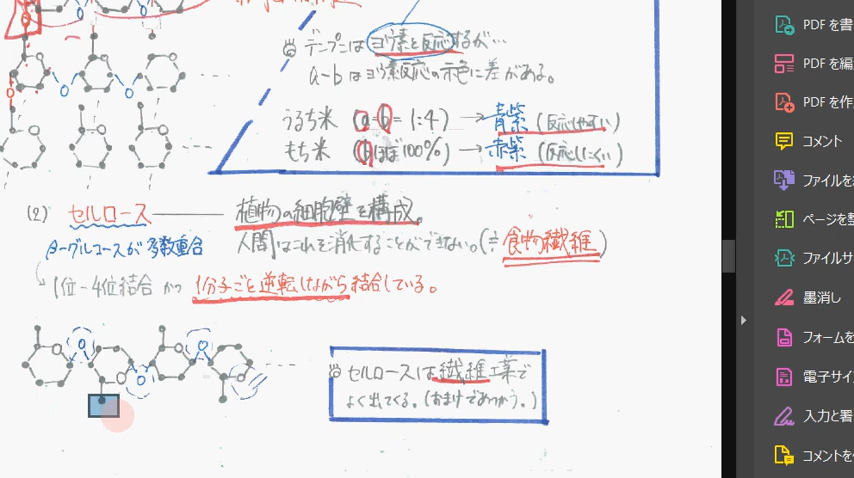 デンプンはヨウ素と反応するが…
a-bはヨウ素反応の示色に差がある。
うるち米 (a:b=1:4) → 青紫 (反応しやすい)
もち米 (bほぼ100%) → 赤紫 (反応しにくい)
(2) セルロース 植物の細胞壁を構成。
β-グルコースが多数重合 人間はこれを消化することができない。(≒食物繊維)
1位-4位結合 かつ 1分子ごと逆転しながら結合している。
セルロースは繊維工業で
よく出てくる。(おまけであつかう。)
PDF を書
PDF を編
PDF を作
コメント
ファイルを
ページを整
ファイルサ
墨消し
フォームを
電子サイン
入力と署
コメントを